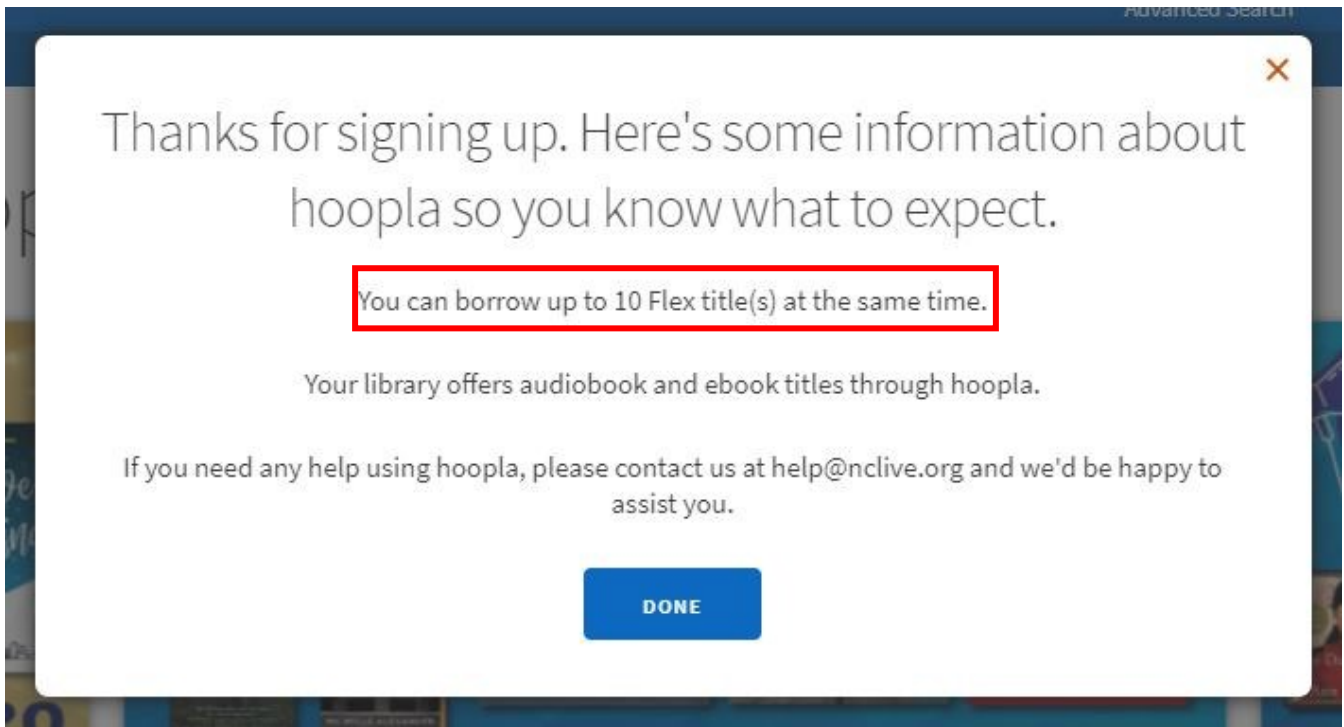 Advanced Search
Thanks for signing up. Here's some information about
hoopla so you know what to expect.
You can borrow up to 10 Flex title(s) at the same time.
Your library offers audiobook and ebook titles through hoopla.
If you need any help using hoopla, please contact us at help@nclive.org and we'd be happy to
assist you.
DONE